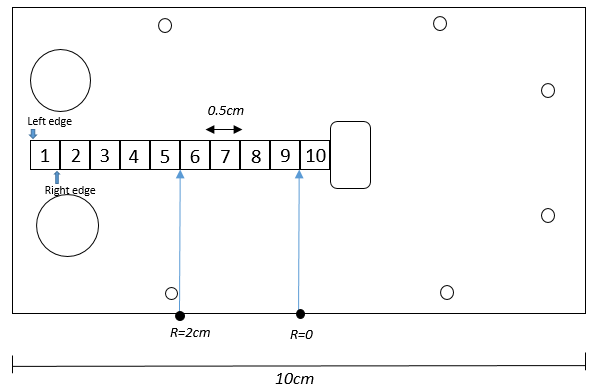 0.5cm
Left edge
1 2 3 4 5 6 7 8 9 10
Right edge
R=2cm
R=0
10cm